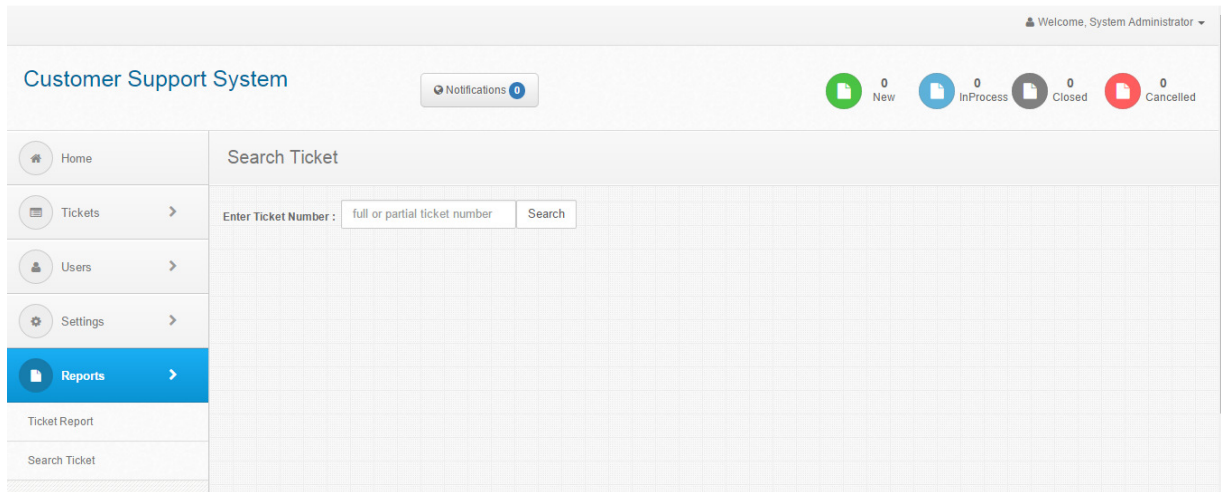 Welcome, System Administrator
Customer Support System
Notifications 0
0 New
0 InProcess
0 Closed
0 Cancelled
Home
Search Ticket
Tickets
Enter Ticket Number : full or partial ticket number Search
Users
Settings
Reports
Ticket Report
Search Ticket